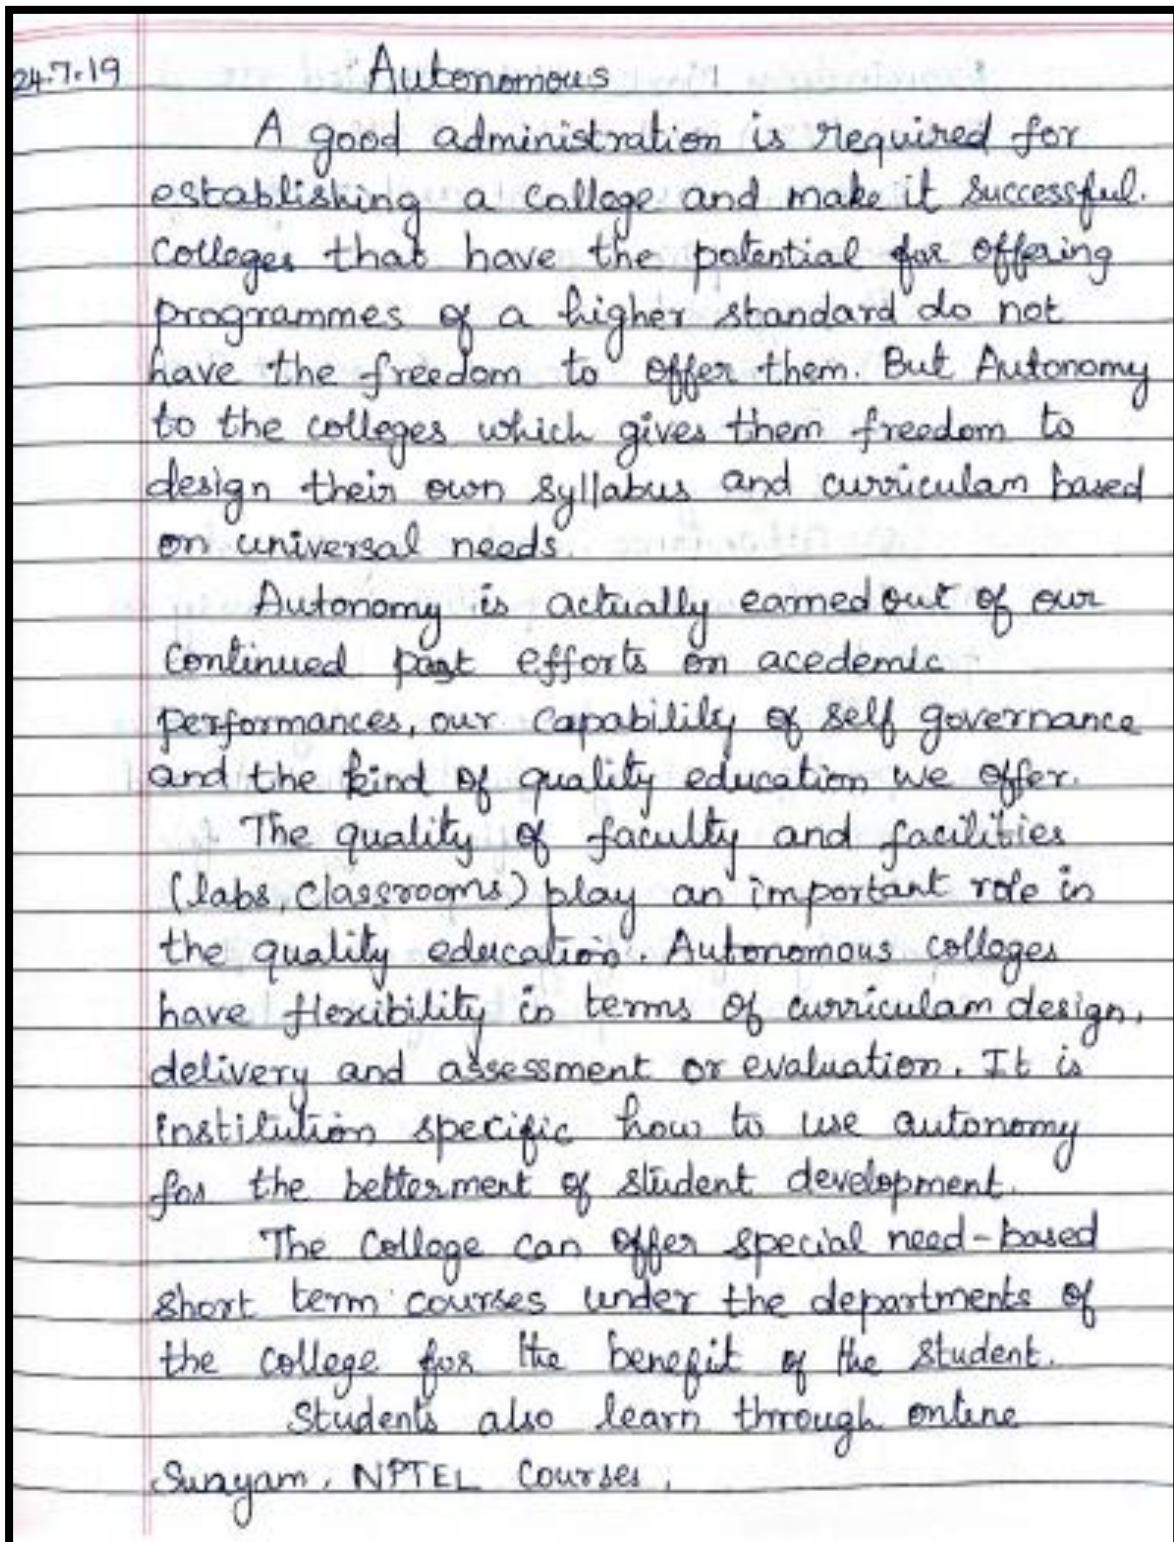 24.7.19 Autonomous
A good administration is required for
establishing a college and make it successful.
Colleges that have the potential for offering
programmes of a higher standard do not
have the freedom to offer them. But Autonomy
to the colleges which gives them freedom to
design their own syllabus and curriculam based
on universal needs
Autonomy is actually earned out of our
continued past efforts on acedemic
performances, our capability of self governance
and the kind of quality education we offer.
The quality of faculty and facilities
(labs, classrooms) play an important role in
the quality education. Autonomous colleges
have flexibility in terms of curriculam design,
delivery and assessment or evaluation. It is
institution specific how to use autonomy
for the betterment of student development.
The College can offer special need-based
short term courses under the departments of
the college for the benefit of the student.
Students also learn through online
Swayam, NPTEL Courses.